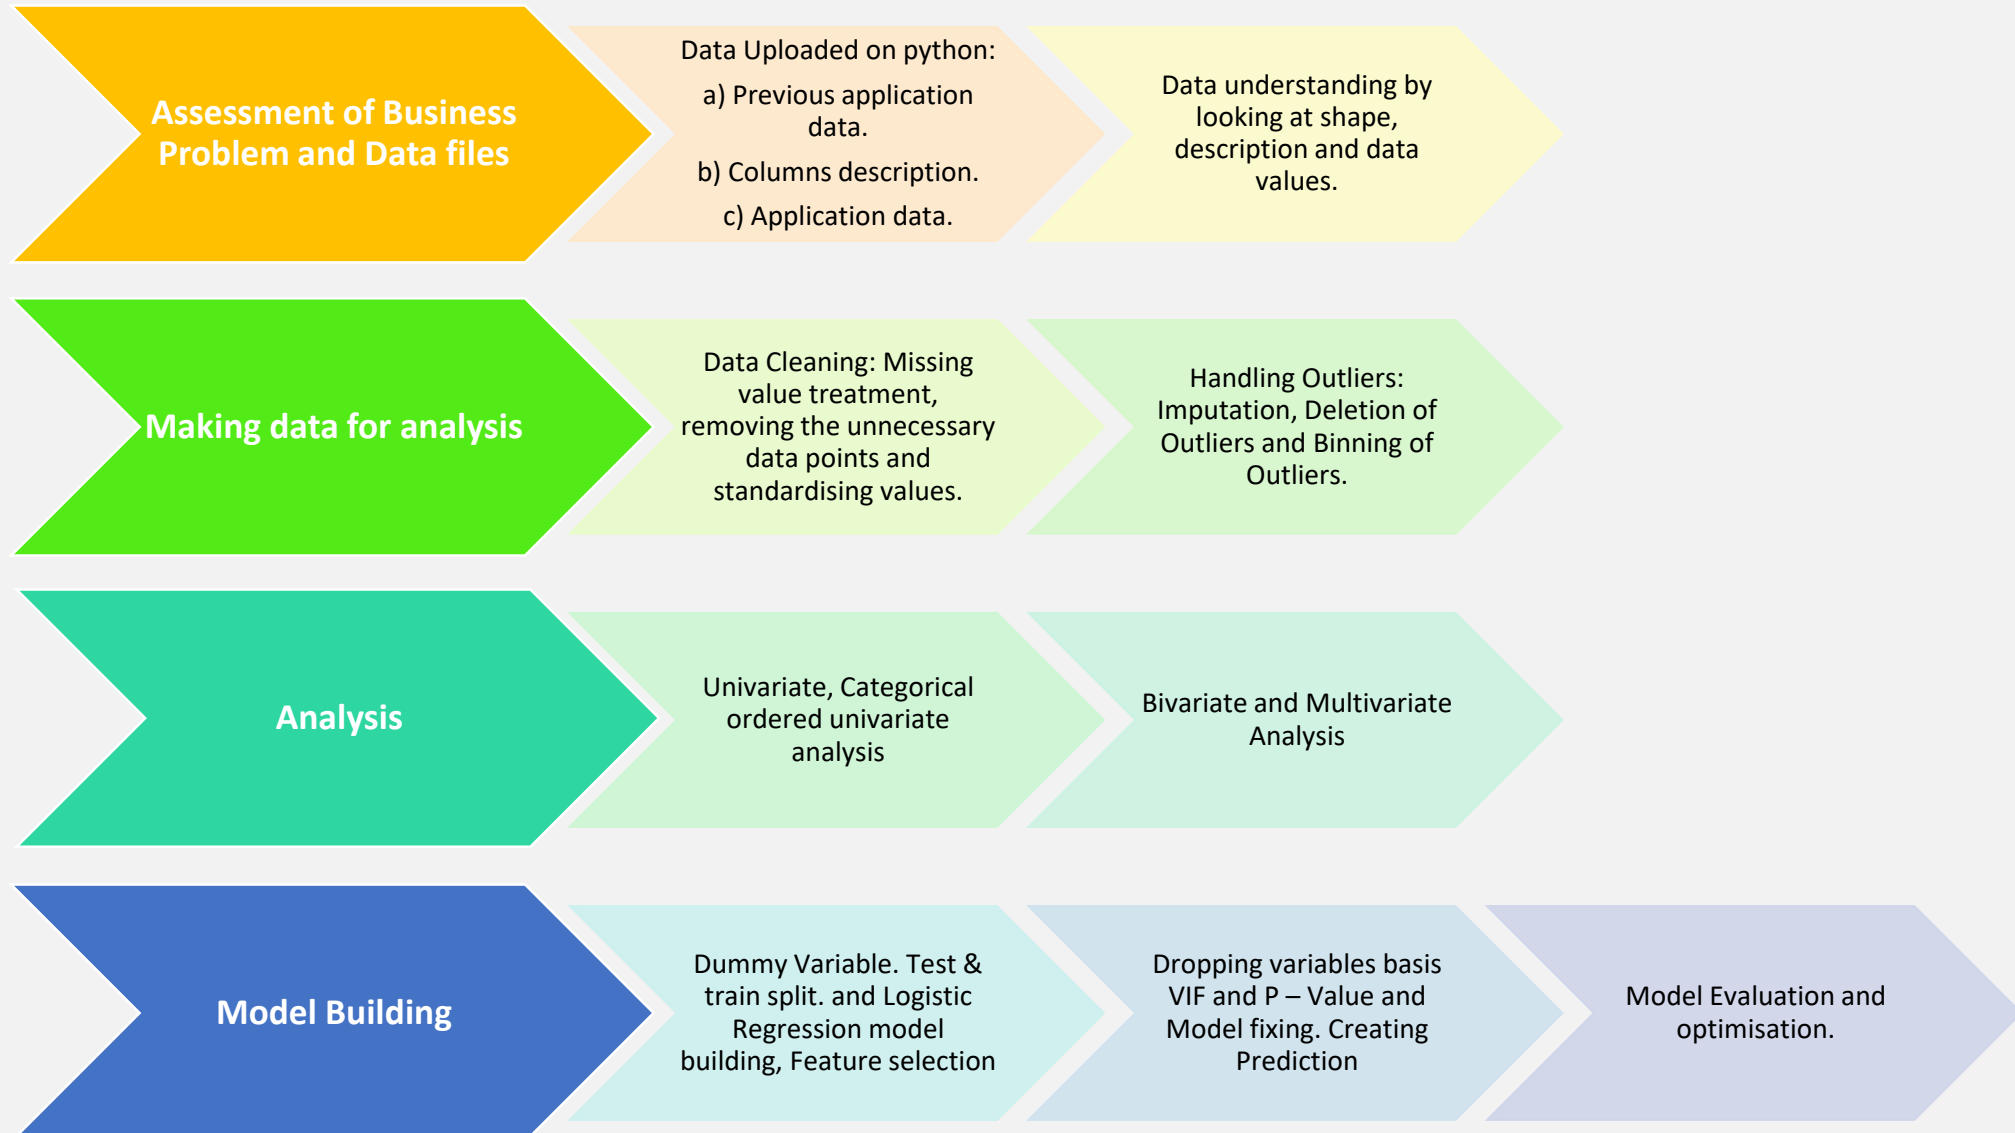 Assessment of Business
Problem and Data files
Data Uploaded on python:
a) Previous application
data.
b) Columns description.
c) Application data.
Data understanding by
looking at shape,
description and data
values.
Making data for analysis
Data Cleaning: Missing
value treatment,
removing the unnecessary
data points and
standardising values.
Handling Outliers:
Imputation, Deletion of
Outliers and Binning of
Outliers.
Analysis
Univariate, Categorical
ordered univariate
analysis
Bivariate and Multivariate
Analysis
Model Building
Dummy Variable. Test &
train split. and Logistic
Regression model
building, Feature selection
Dropping variables basis
VIF and P – Value and
Model fixing. Creating
Prediction
Model Evaluation and
optimisation.